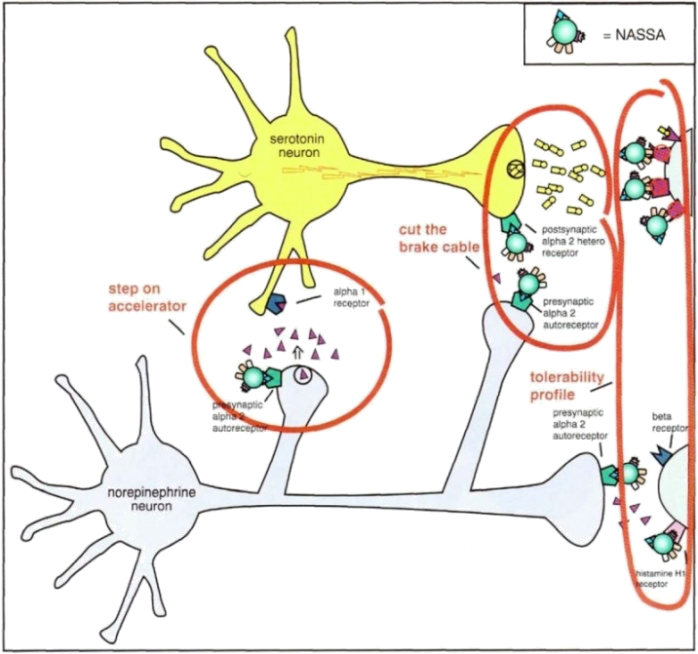 = NASSA
serotonin
neuron
cut the
brake cable
postsynaptic
alpha 2 hetero
receptor
step on
accelerator
alpha 1
receptor
presynaptic
alpha 2
autoreceptor
tolerability
profile
presynaptic
alpha 2
autoreceptor
presynaptic
alpha 2
autoreceptor
beta
receptor
norepinephrine
neuron
histamine H1
receptor